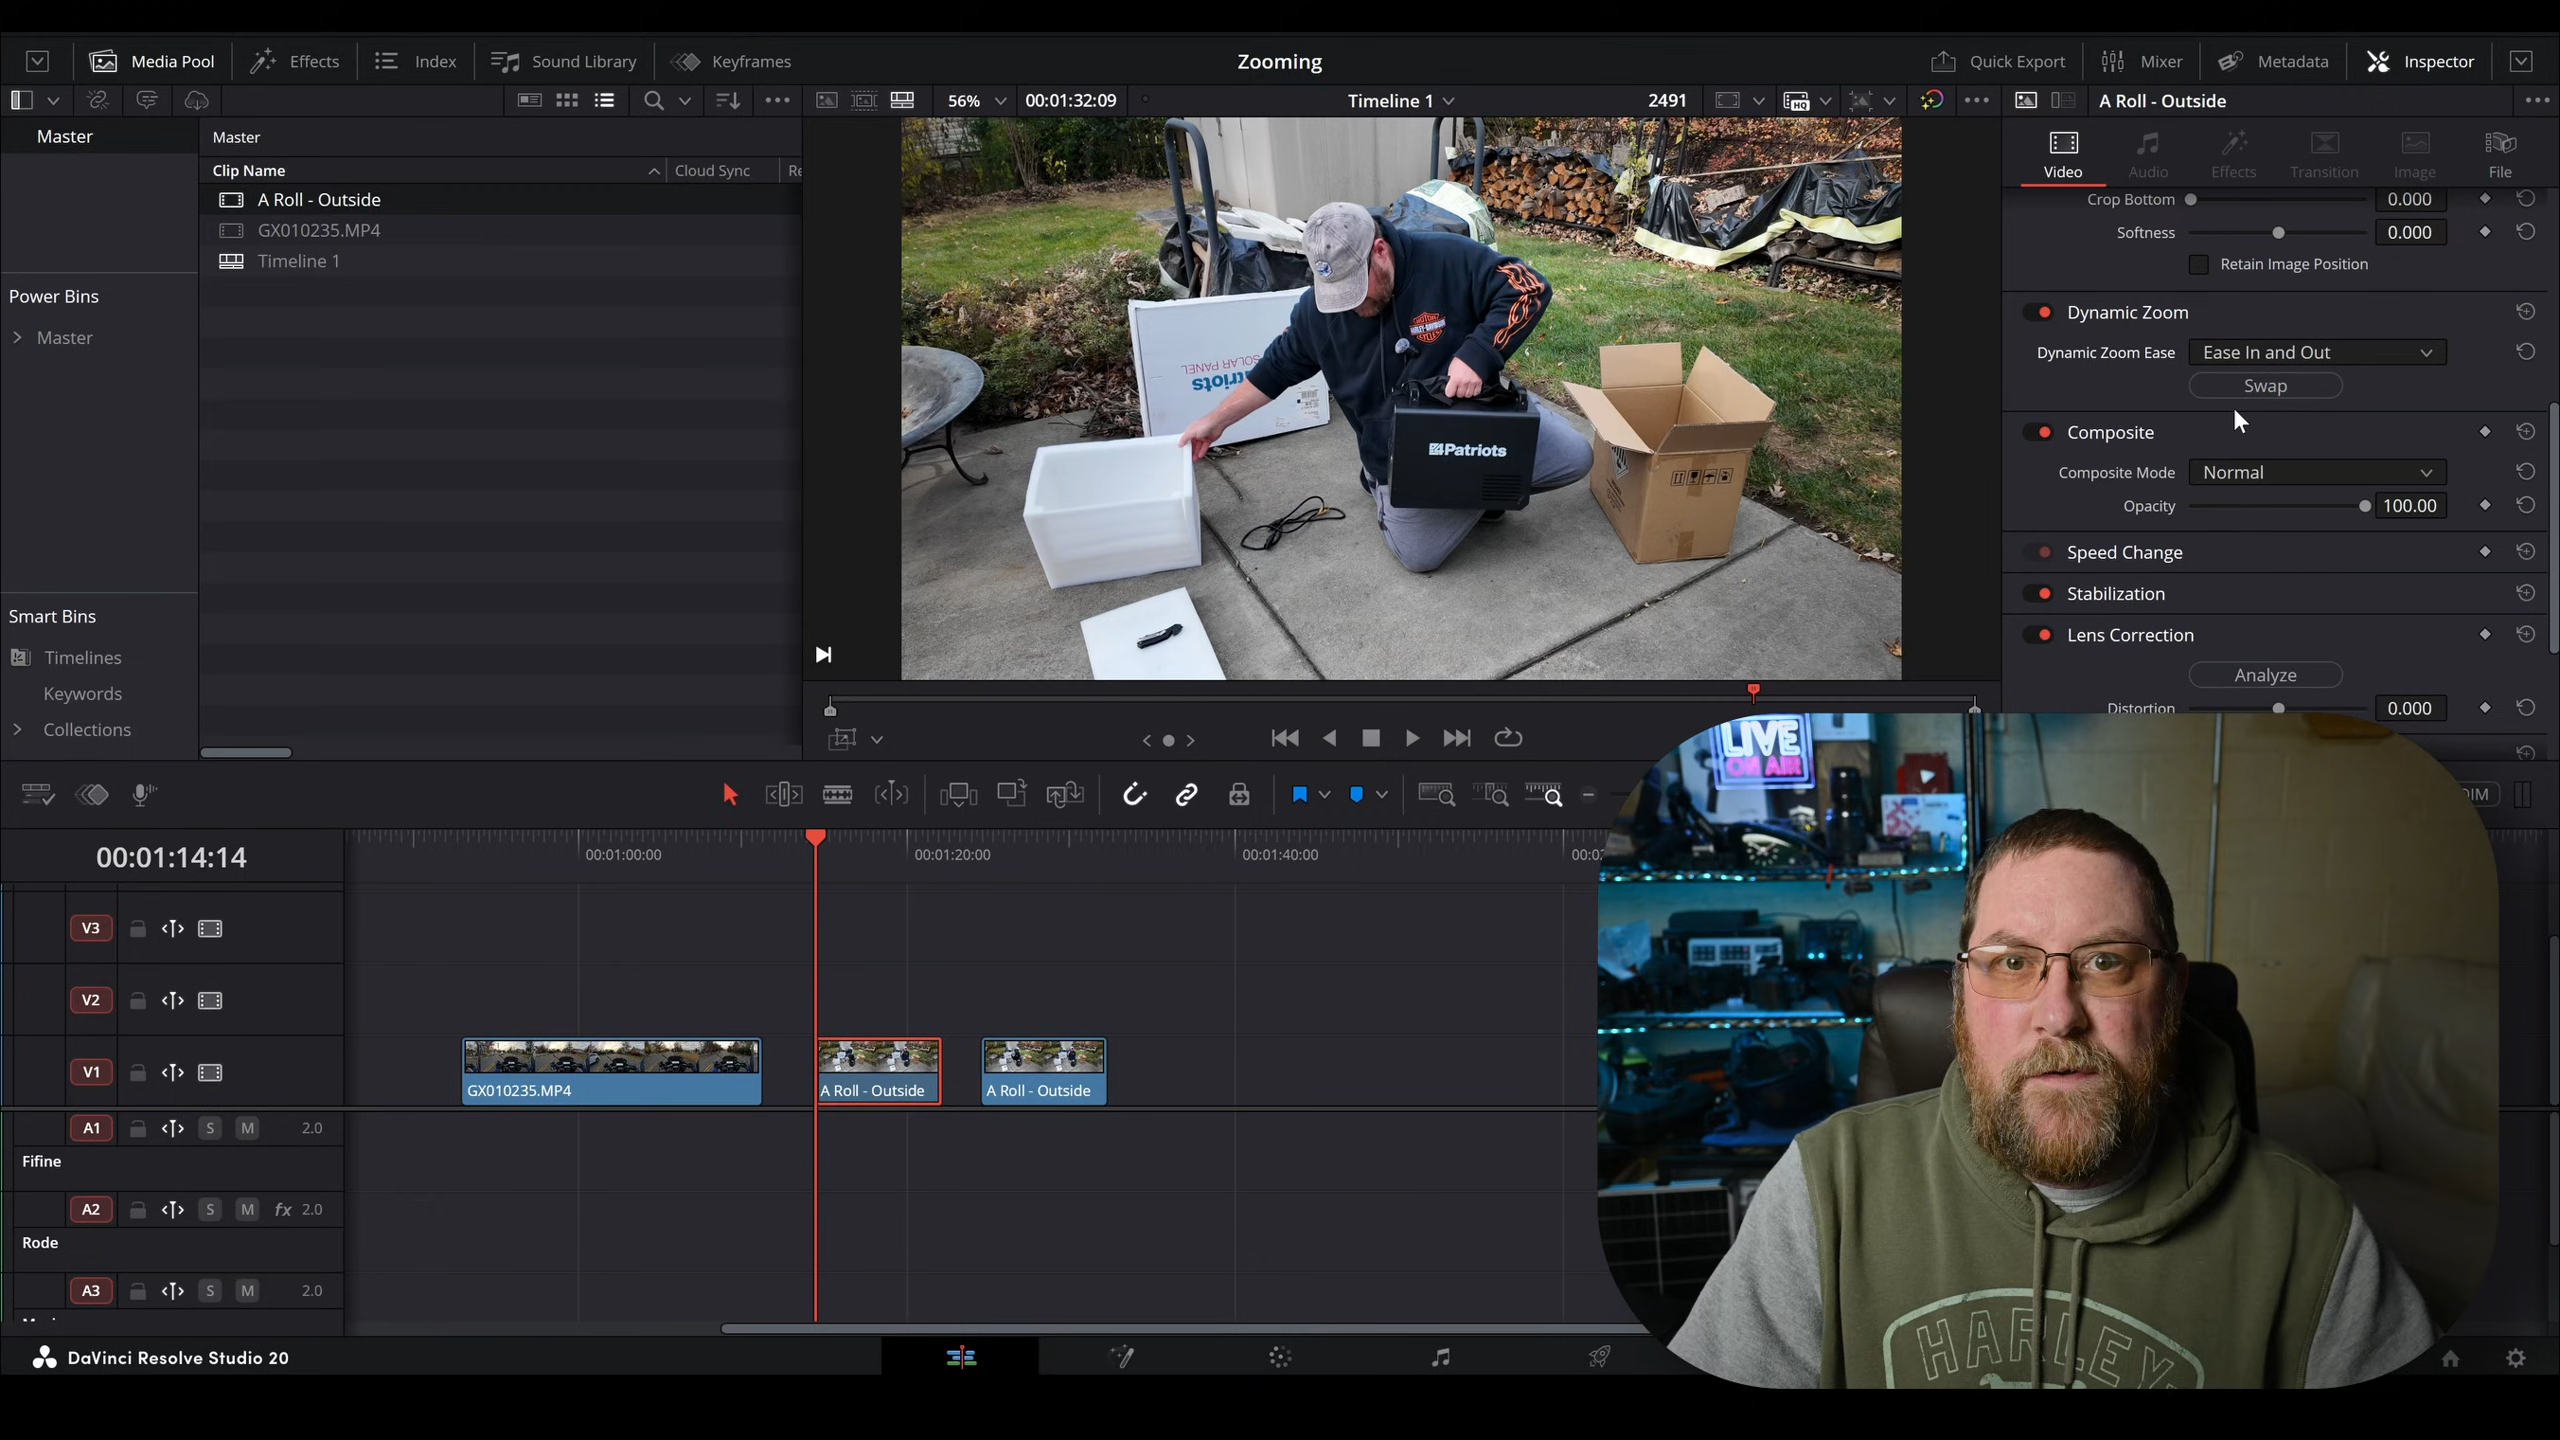 Media Pool Effects Index Sound Library Keyframes Zooming Quick Export Mixer Metadata Inspector
56% 00:01:32:09 Timeline 1 2491 A Roll - Outside
Master Master
Clip Name Cloud Sync Re
A Roll - Outside
GX010235.MP4
Timeline 1
Power Bins
Master
Smart Bins
Timelines
Keywords
Collections
SOLAR PANEL
4Patriots
HARLEY
Video Audio Effects Transition Image File
Crop Bottom 0.000
Softness 0.000
Retain Image Position
Dynamic Zoom
Dynamic Zoom Ease Ease In and Out
Swap
Composite
Composite Mode Normal
Opacity 100.00
Speed Change
Stabilization
Lens Correction
Analyze
Distortion 0.000
LIVE
ON AIR
00:01:14:14 00:01:00:00 00:01:20:00 00:01:40:00
V3
V2
V1 GX010235.MP4 A Roll - Outside A Roll - Outside
A1 S M 2.0
Fifine
A2 S M fx 2.0
Rode
A3 S M 2.0
DaVinci Resolve Studio 20